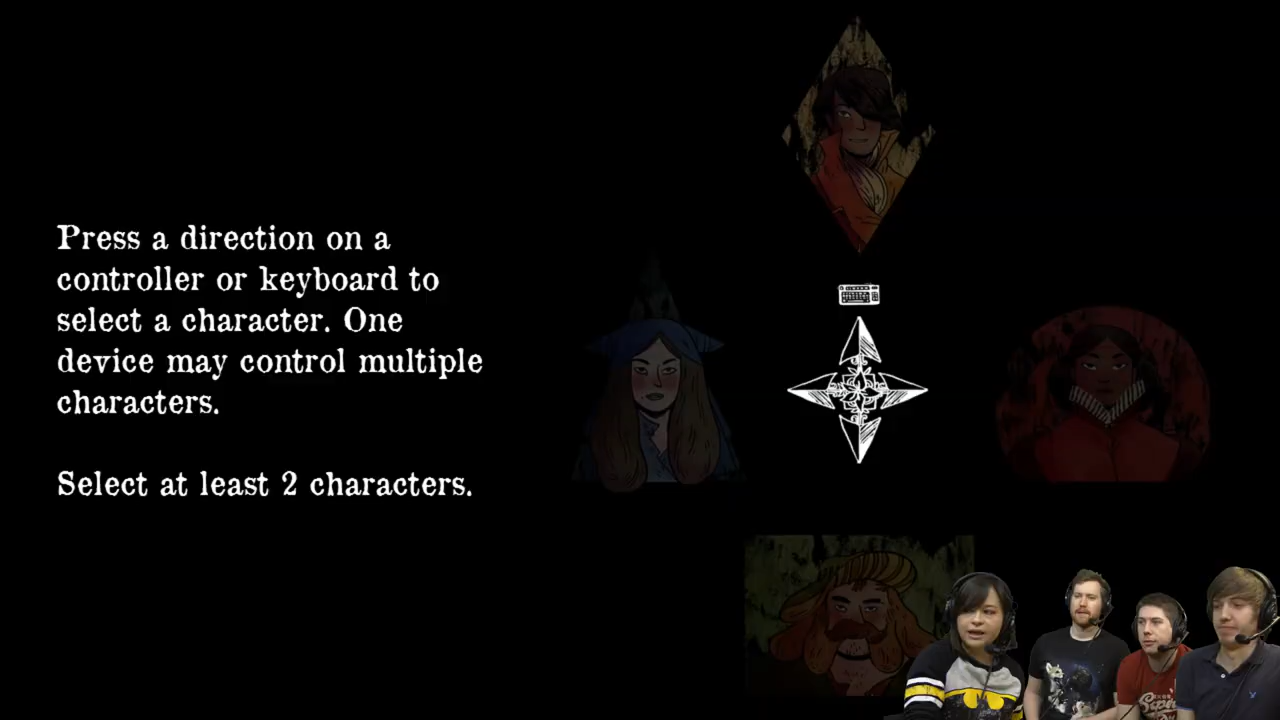 Press a direction on a
controller or keyboard to
select a character. One
device may control multiple
characters.
Select at least 2 characters.